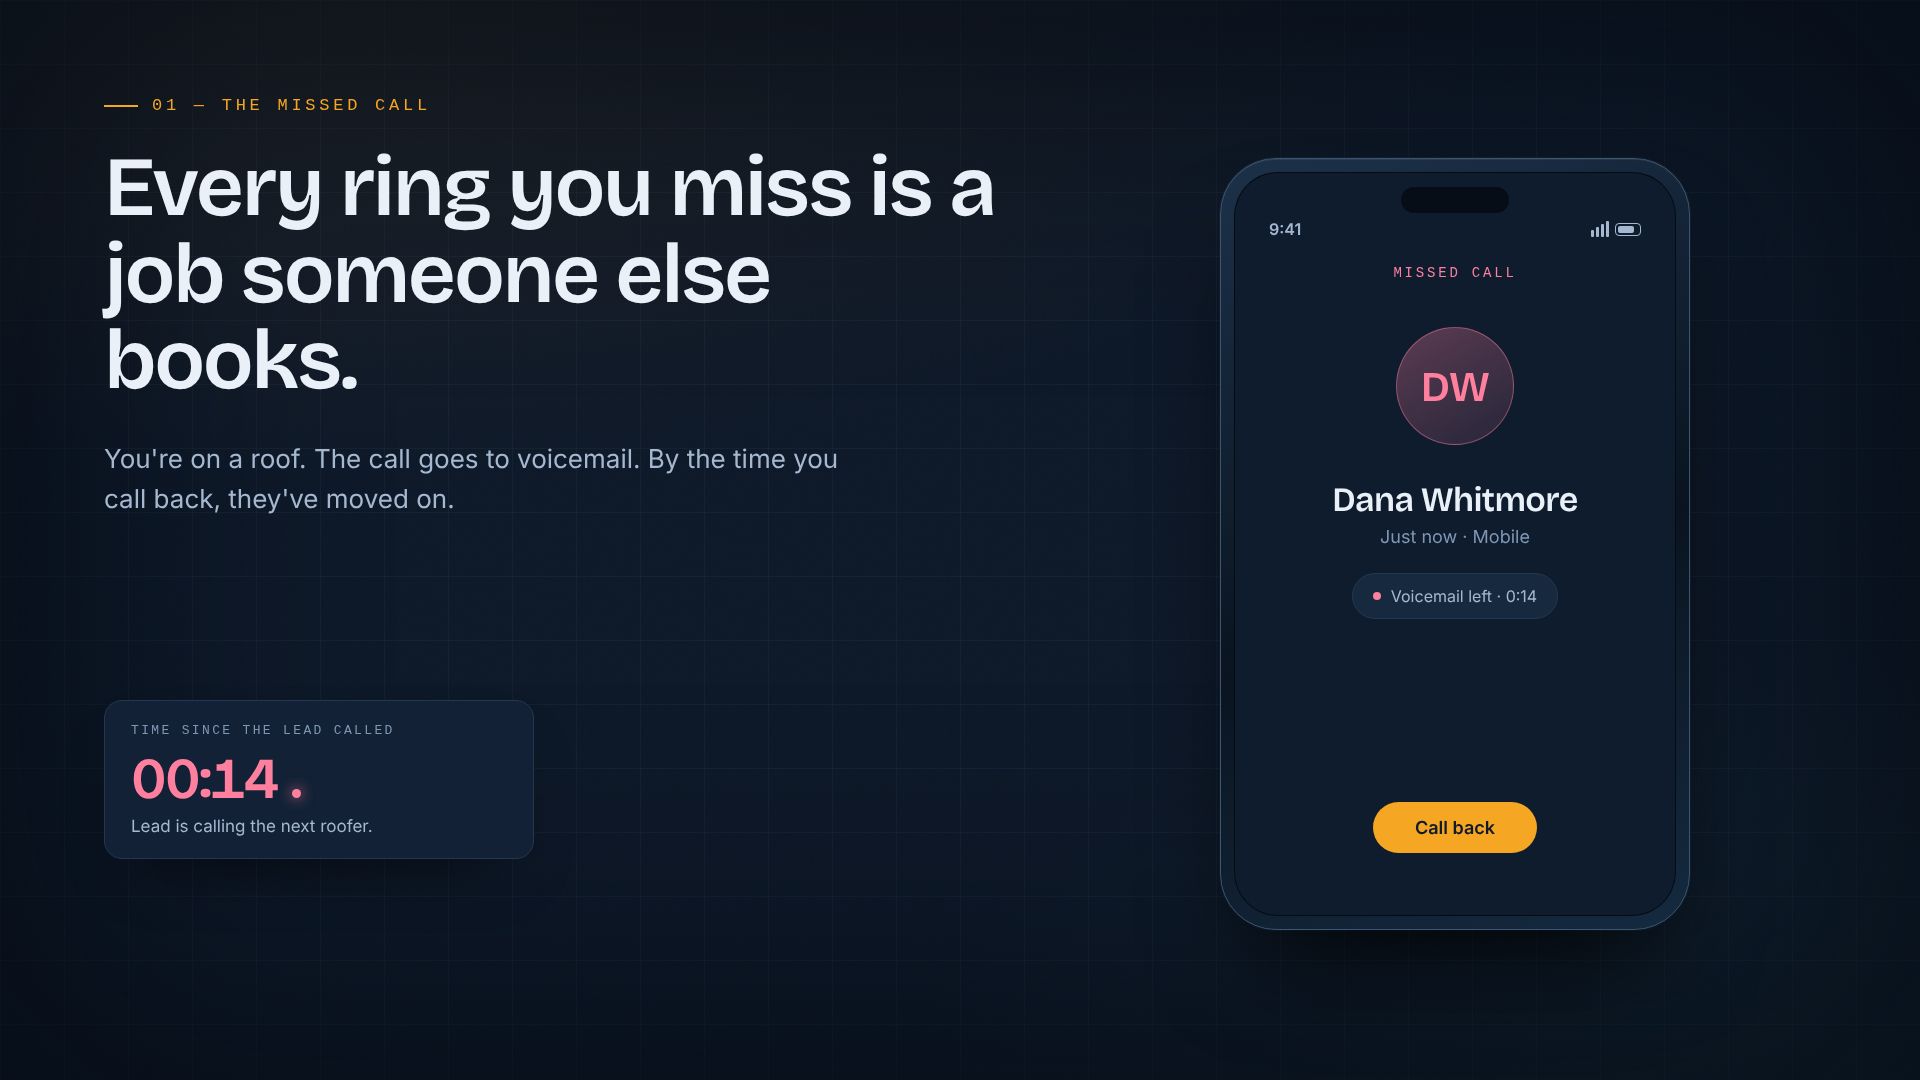 01 — THE MISSED CALL
Every ring you miss is a
job someone else
books.
You're on a roof. The call goes to voicemail. By the time you
call back, they've moved on.
TIME SINCE THE LEAD CALLED
00:14 .
Lead is calling the next roofer.
9:41
MISSED CALL
DW
Dana Whitmore
Just now · Mobile
Voicemail left · 0:14
Call back